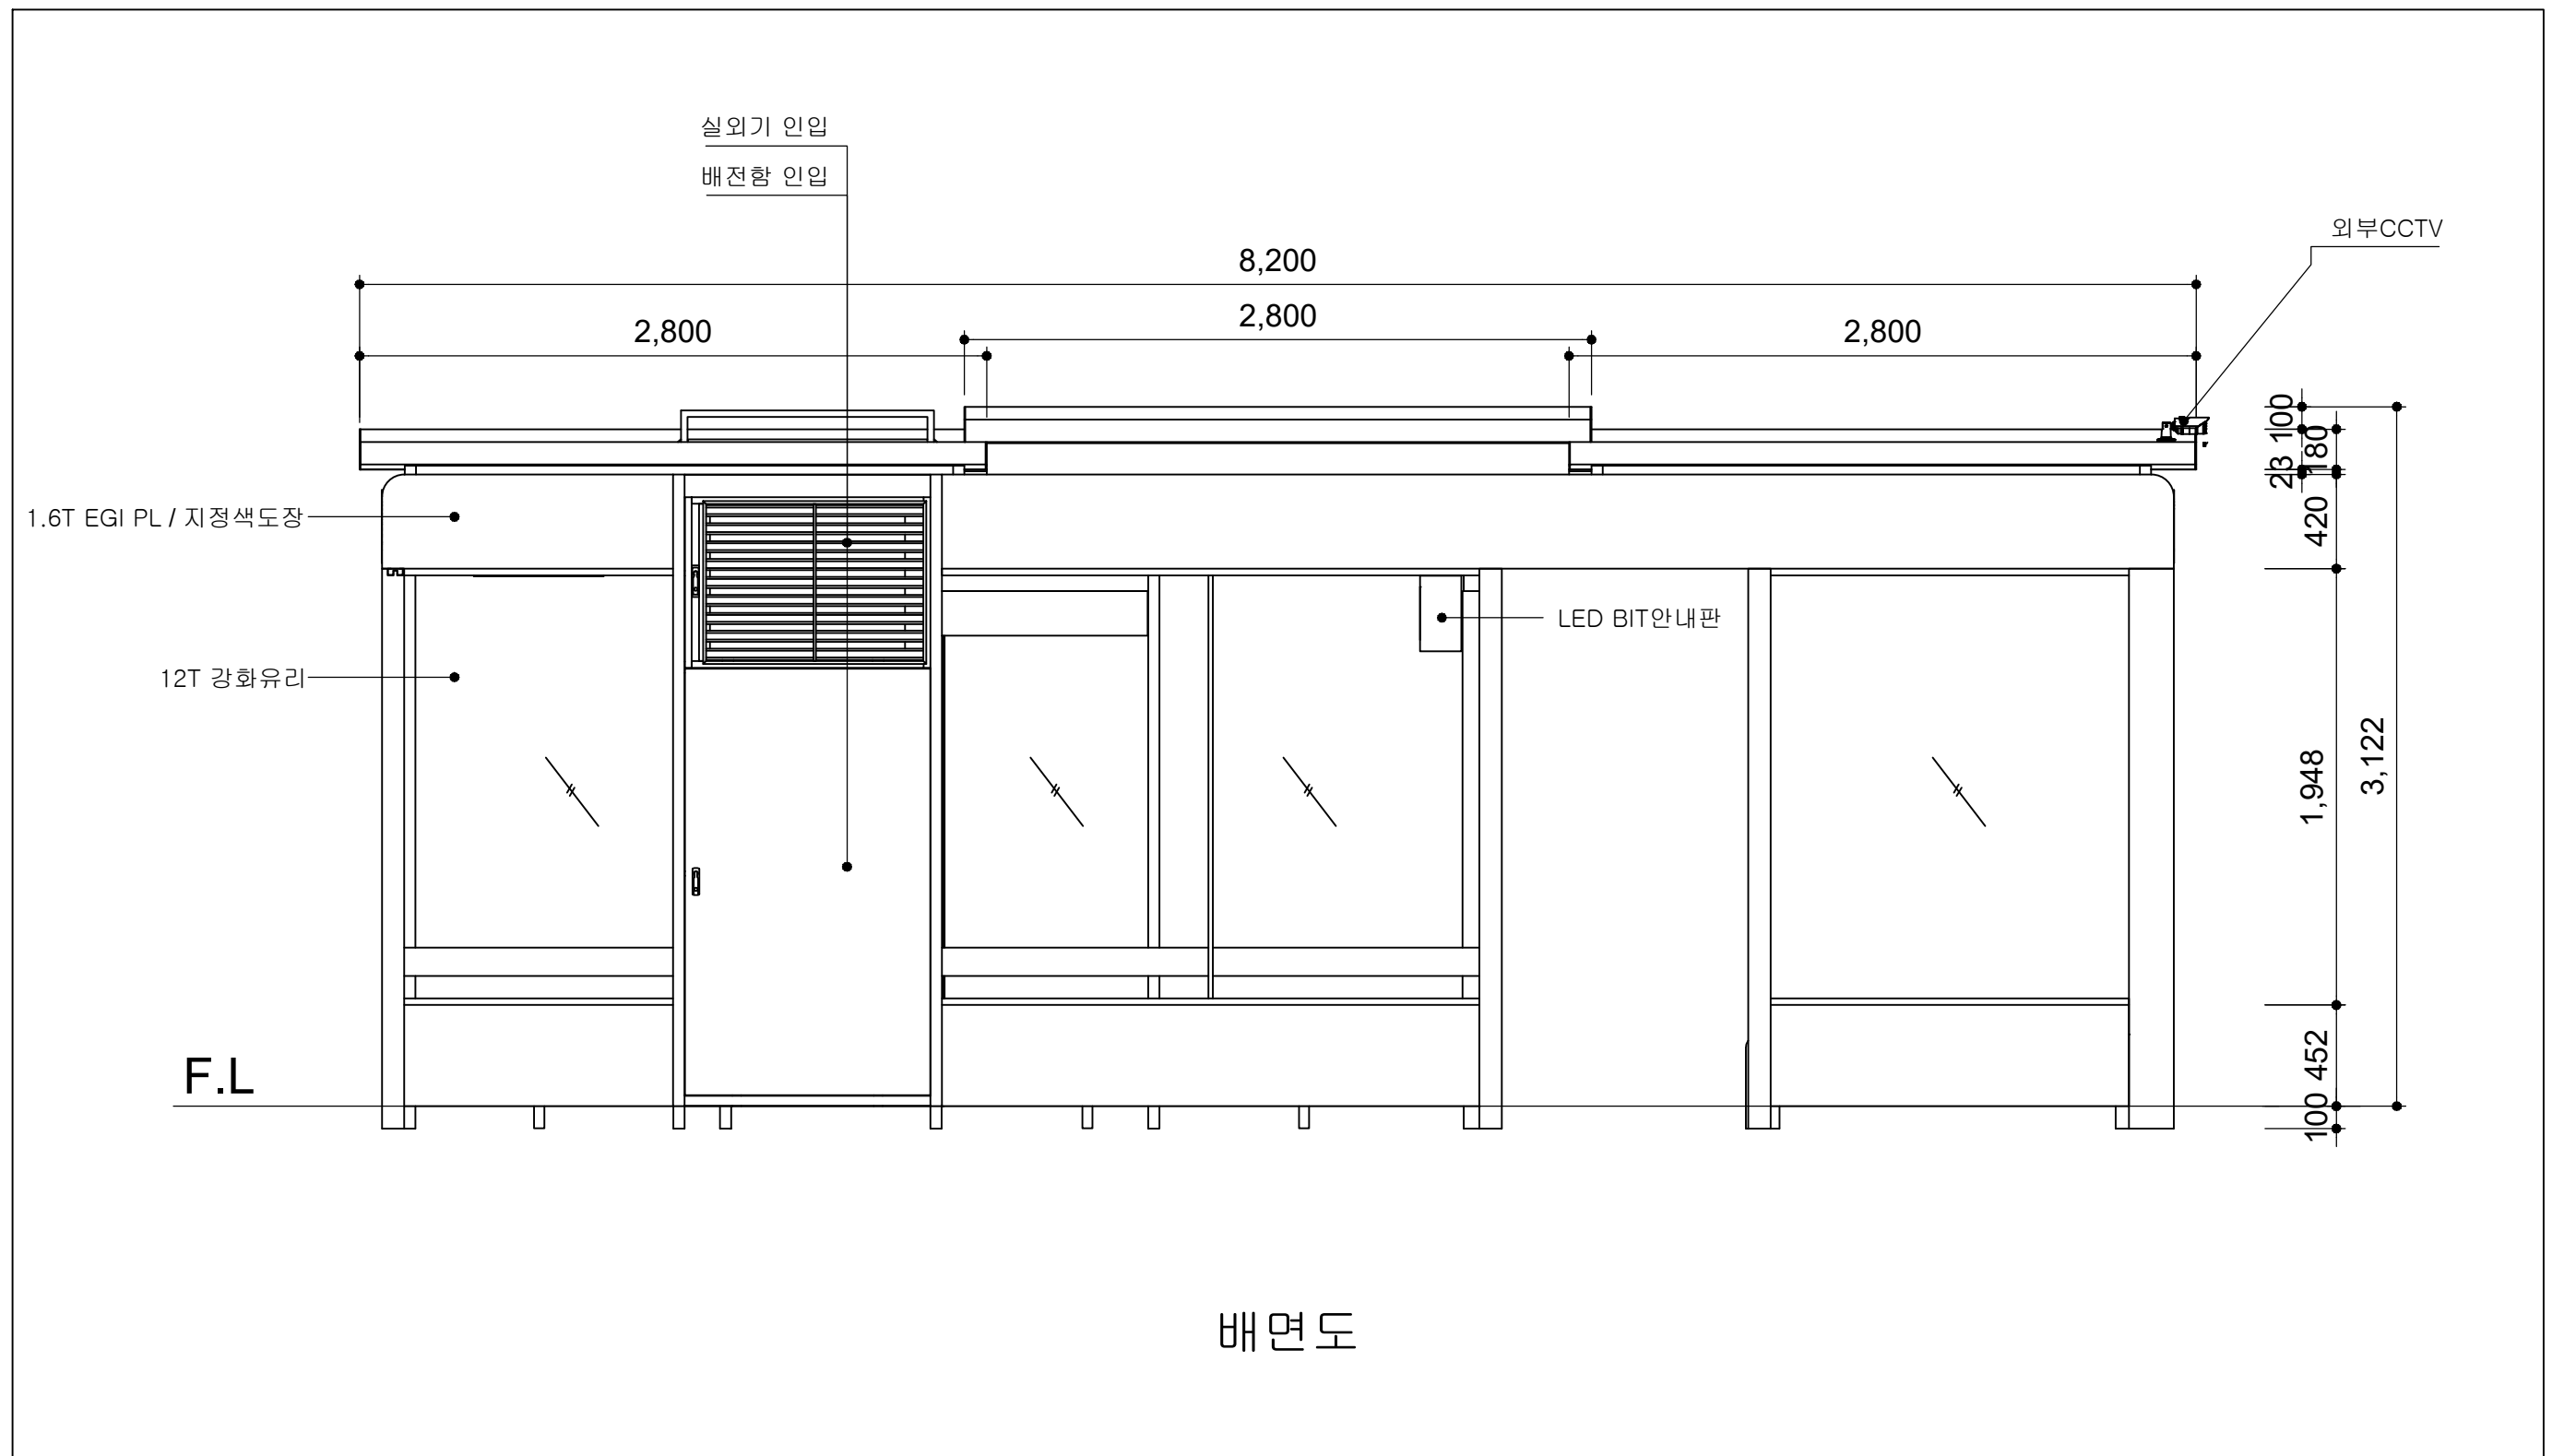 실외기 인입
배전함 인입
외부CCTV
8,200
2,800
2,800
2,800
100
180
23
1.6T EGI PL / 지정색도장
420
LED BIT안내판
12T 강화유리
1,948
3,122
452
F.L
100
배면도